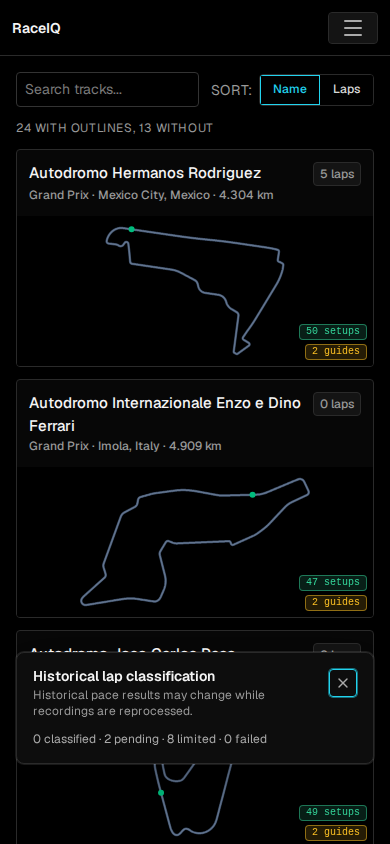 RaceIQ
Search tracks...
SORT:
Name
Laps
24 WITH OUTLINES, 13 WITHOUT
Autodromo Hermanos Rodriguez
5 laps
Grand Prix · Mexico City, Mexico · 4.304 km
50 setups
2 guides
Autodromo Internazionale Enzo e Dino
Ferrari
0 laps
Grand Prix · Imola, Italy · 4.909 km
47 setups
2 guides
Historical lap classification
Historical pace results may change while
recordings are reprocessed.
0 classified · 2 pending · 8 limited · 0 failed
49 setups
2 guides